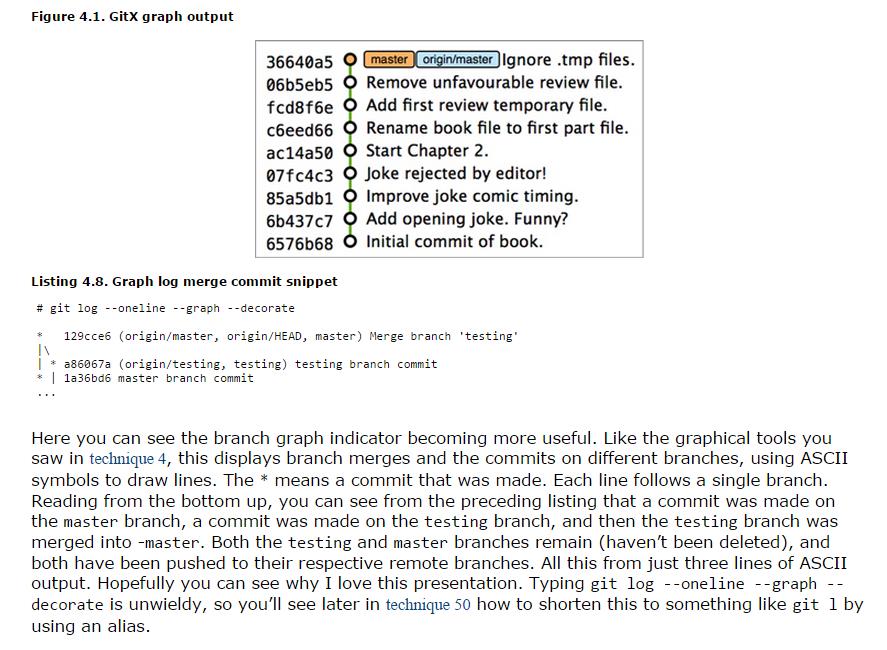 Figure 4.1. GitX graph output
36640a5 master origin/master Ignore .tmp files.
06b5eb5 Remove unfavourable review file.
fcd8f6e Add first review temporary file.
c6eed66 Rename book file to first part file.
ac14a50 Start Chapter 2.
07fc4c3 Joke rejected by editor!
85a5db1 Improve joke comic timing.
6b437c7 Add opening joke. Funny?
6576b68 Initial commit of book.
Listing 4.8. Graph log merge commit snippet
# git log --oneline --graph --decorate
*   129cce6 (origin/master, origin/HEAD, master) Merge branch 'testing'
|\
| * a86067a (origin/testing, testing) testing branch commit
* | 1a36bd6 master branch commit
...
Here you can see the branch graph indicator becoming more useful. Like the graphical tools you
saw in technique 4, this displays branch merges and the commits on different branches, using ASCII
symbols to draw lines. The * means a commit that was made. Each line follows a single branch.
Reading from the bottom up, you can see from the preceding listing that a commit was made on
the master branch, a commit was made on the testing branch, and then the testing branch was
merged into -master. Both the testing and master branches remain (haven't been deleted), and
both have been pushed to their respective remote branches. All this from just three lines of ASCII
output. Hopefully you can see why I love this presentation. Typing git log --oneline --graph --
decorate is unwieldy, so you'll see later in technique 50 how to shorten this to something like git l by
using an alias.